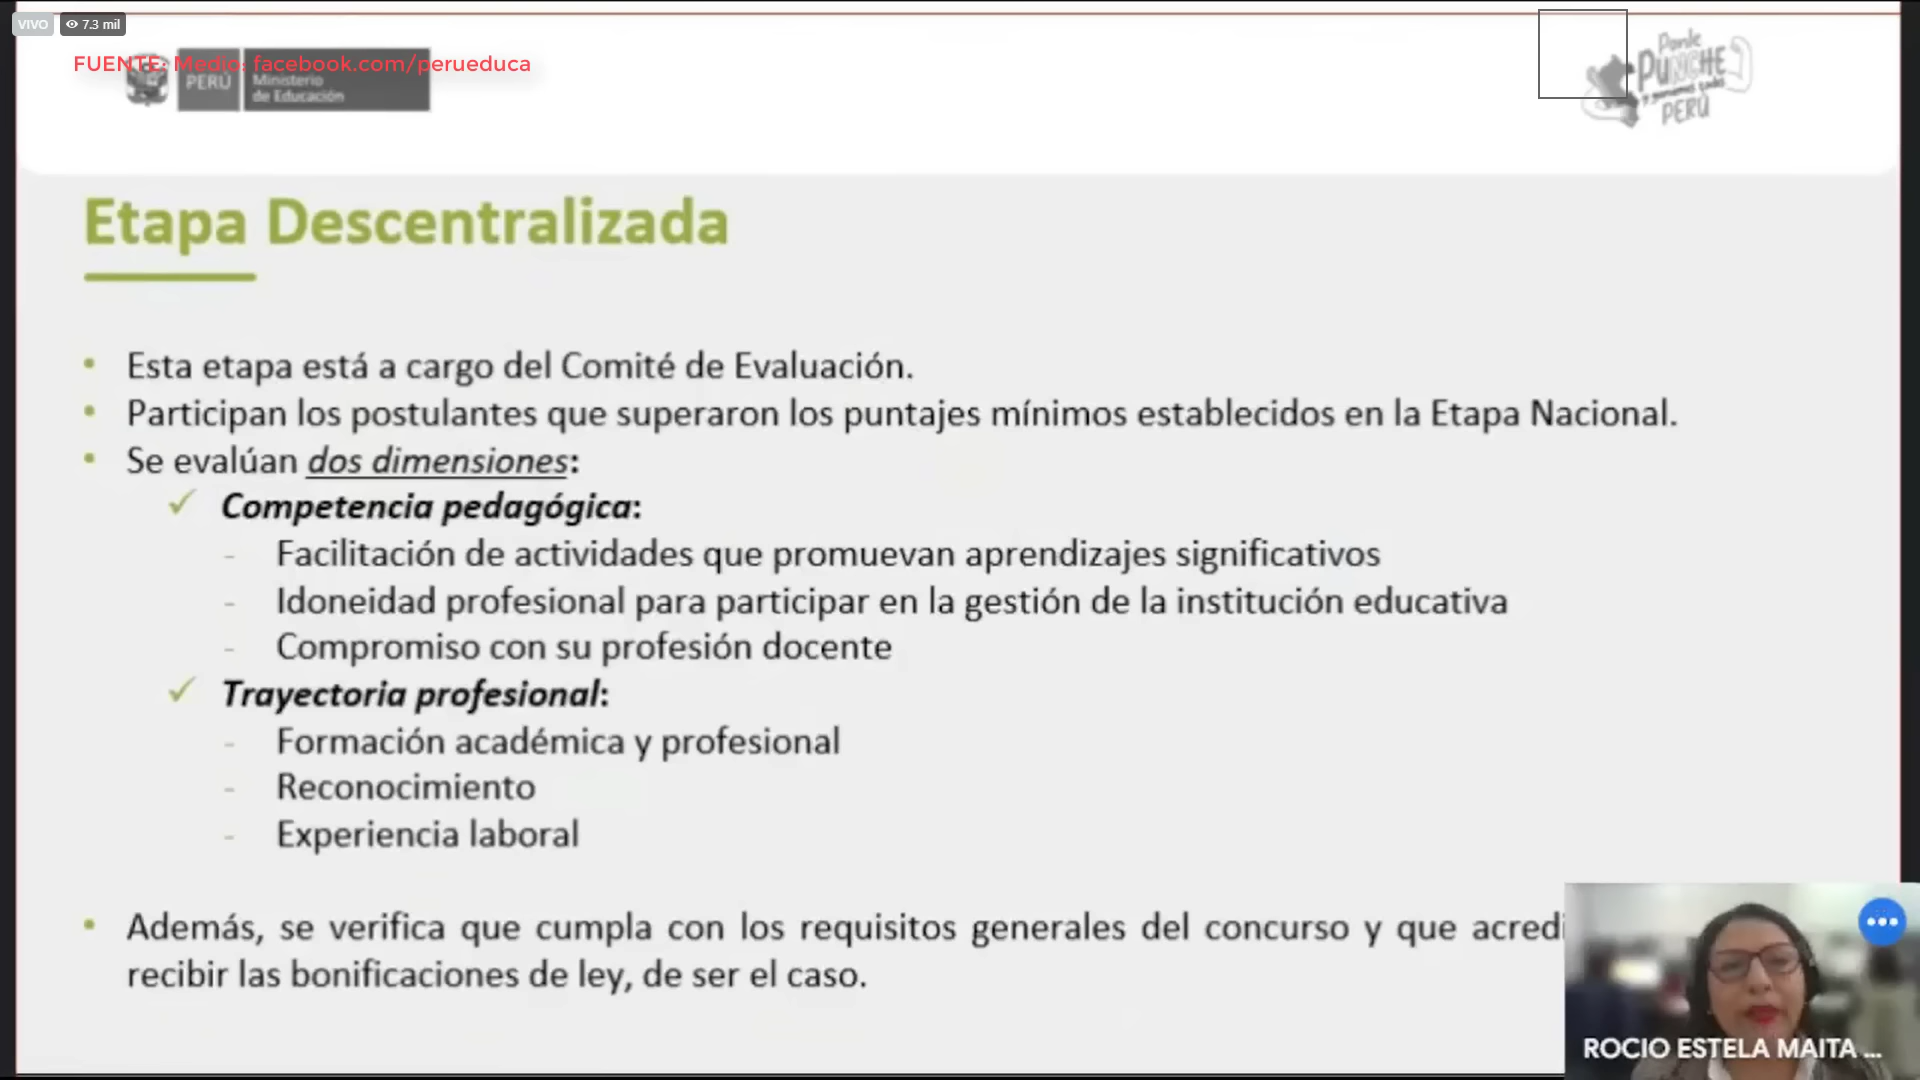 VIVO 7.3 mil
FUENTE: Medio: facebook.com/perueduca
PERÚ
Ministerio
de Educación
Ponle
PUNCHE
PERÚ
Etapa Descentralizada
• Esta etapa está a cargo del Comité de Evaluación.
• Participan los postulantes que superaron los puntajes mínimos establecidos en la Etapa Nacional.
• Se evalúan dos dimensiones:
✓ Competencia pedagógica:
- Facilitación de actividades que promuevan aprendizajes significativos
- Idoneidad profesional para participar en la gestión de la institución educativa
- Compromiso con su profesión docente
✓ Trayectoria profesional:
- Formación académica y profesional
- Reconocimiento
- Experiencia laboral
• Además, se verifica que cumpla con los requisitos generales del concurso y que acredi
recibir las bonificaciones de ley, de ser el caso.
ROCIO ESTELA MAITA ...